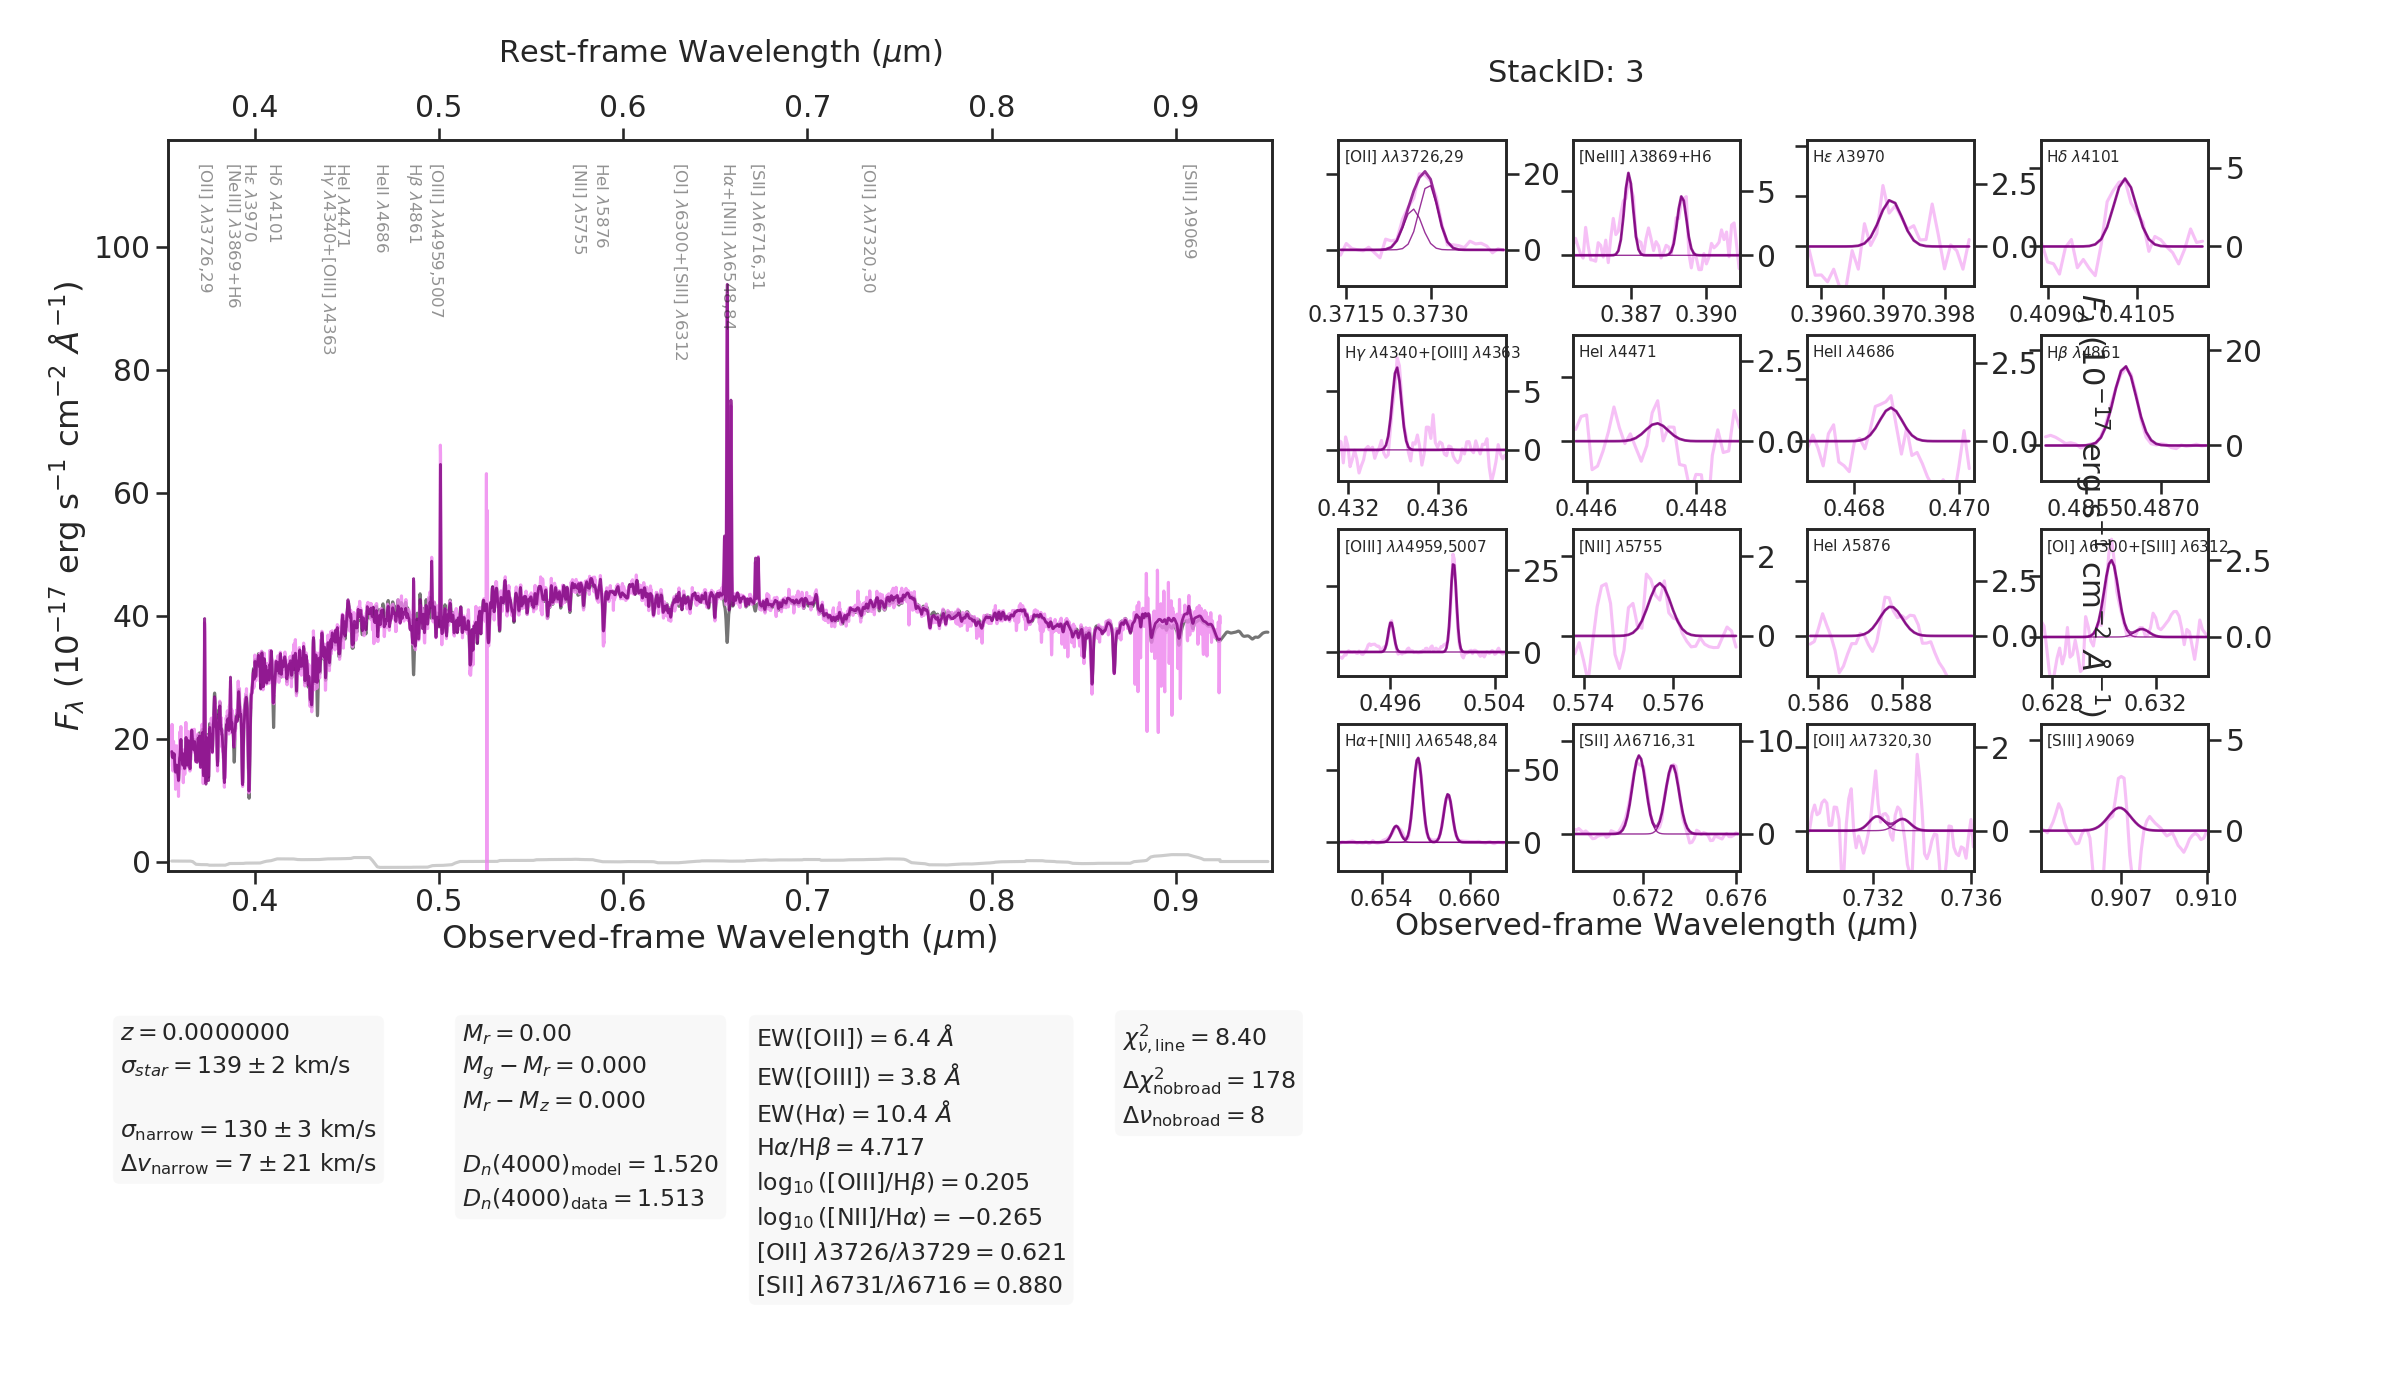 Rest-frame Wavelength (μm)
0.4 0.5 0.6 0.7 0.8 0.9
[OII] λλ3726,29
[NeIII] λ3869+H6
Hε λ3970
Hδ λ4101
Hγ λ4340+[OIII] λ4363
HeI λ4471
HeII λ4686
Hβ λ4861
[OIII] λλ4959,5007
[NII] λ5755
HeI λ5876
[OI] λ6300+[SIII] λ6312
Hα+[NII] λλ6548,84
[SII] λλ6716,31
[OII] λλ7320,30
[SIII] λ9069
F_λ (10⁻¹⁷ erg s⁻¹ cm⁻² Å⁻¹)
100
80
60
40
20
0
0.4 0.5 0.6 0.7 0.8 0.9
Observed-frame Wavelength (μm)
StackID: 3
[OII] λλ3726,29
20
0
0.3715 0.3730
[NeIII] λ3869+H6
5
0
0.387 0.390
Hε λ3970
2.5
0.0
0.396 0.397 0.398
Hδ λ4101
5
0
0.4090 0.4105
Hγ λ4340+[OIII] λ4363
5
0
0.432 0.436
HeI λ4471
2.5
0.0
0.446 0.448
HeII λ4686
2.5
0.0
0.468 0.470
Hβ λ4861
20
0
0.4855 0.4870
[OIII] λλ4959,5007
25
0
0.496 0.504
[NII] λ5755
2
0
0.574 0.576
HeI λ5876
2.5
0.0
0.586 0.588
[OI] λ6300+[SIII] λ6312
2.5
0.0
0.628 0.632
Hα+[NII] λλ6548,84
50
0
0.654 0.660
[SII] λλ6716,31
10
0
0.672 0.676
[OII] λλ7320,30
2
0
0.732 0.736
[SIII] λ9069
5
0
0.907 0.910
F_λ (10⁻¹⁷ erg s⁻¹ cm⁻² Å⁻¹)
Observed-frame Wavelength (μm)
z = 0.0000000
σ_star = 139 ± 2 km/s
σ_narrow = 130 ± 3 km/s
Δv_narrow = 7 ± 21 km/s
M_r = 0.00
M_g − M_r = 0.000
M_r − M_z = 0.000
D_n(4000)_model = 1.520
D_n(4000)_data = 1.513
EW([OII]) = 6.4 Å
EW([OIII]) = 3.8 Å
EW(Hα) = 10.4 Å
Hα/Hβ = 4.717
log₁₀ ([OIII]/Hβ) = 0.205
log₁₀ ([NII]/Hα) = −0.265
[OII] λ3726/λ3729 = 0.621
[SII] λ6731/λ6716 = 0.880
χ²_ν,line = 8.40
Δχ²_nobroad = 178
Δν_nobroad = 8